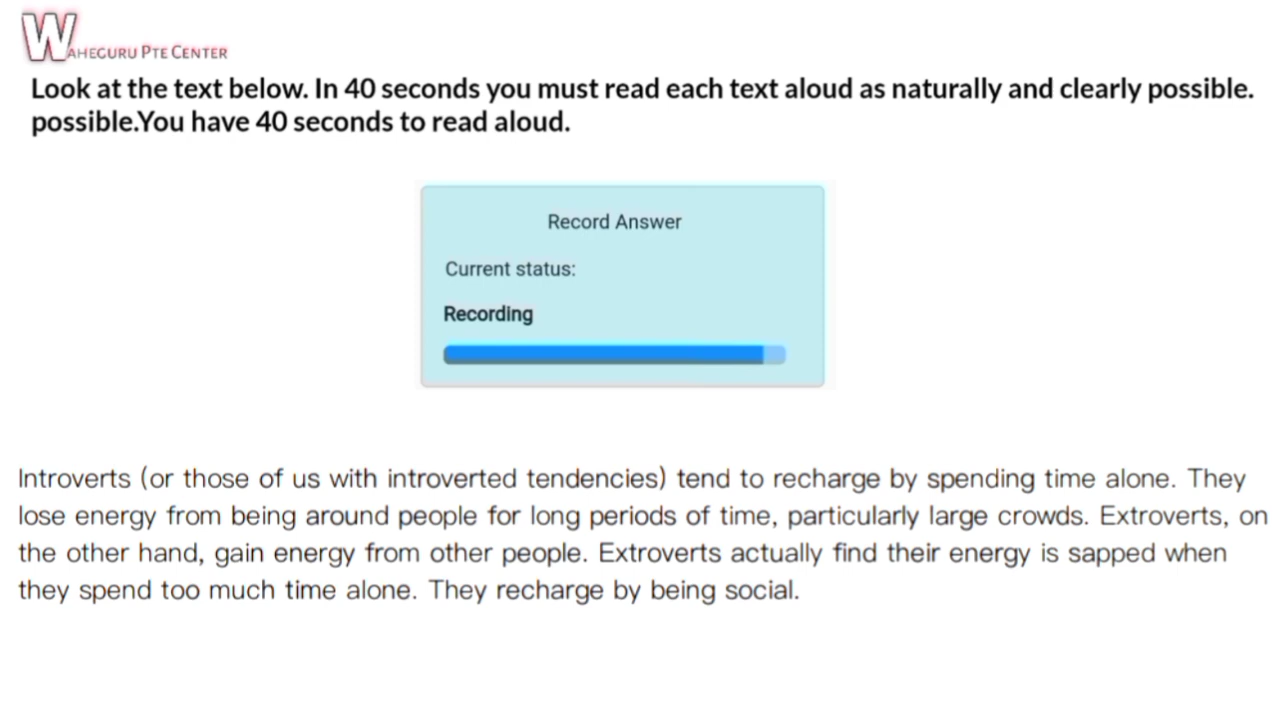 WAHEGURU PTE CENTER
Look at the text below. In 40 seconds you must read each text aloud as naturally and clearly possible.
possible.You have 40 seconds to read aloud.
Record Answer
Current status:
Recording
Introverts (or those of us with introverted tendencies) tend to recharge by spending time alone. They
lose energy from being around people for long periods of time, particularly large crowds. Extroverts, on
the other hand, gain energy from other people. Extroverts actually find their energy is sapped when
they spend too much time alone. They recharge by being social.